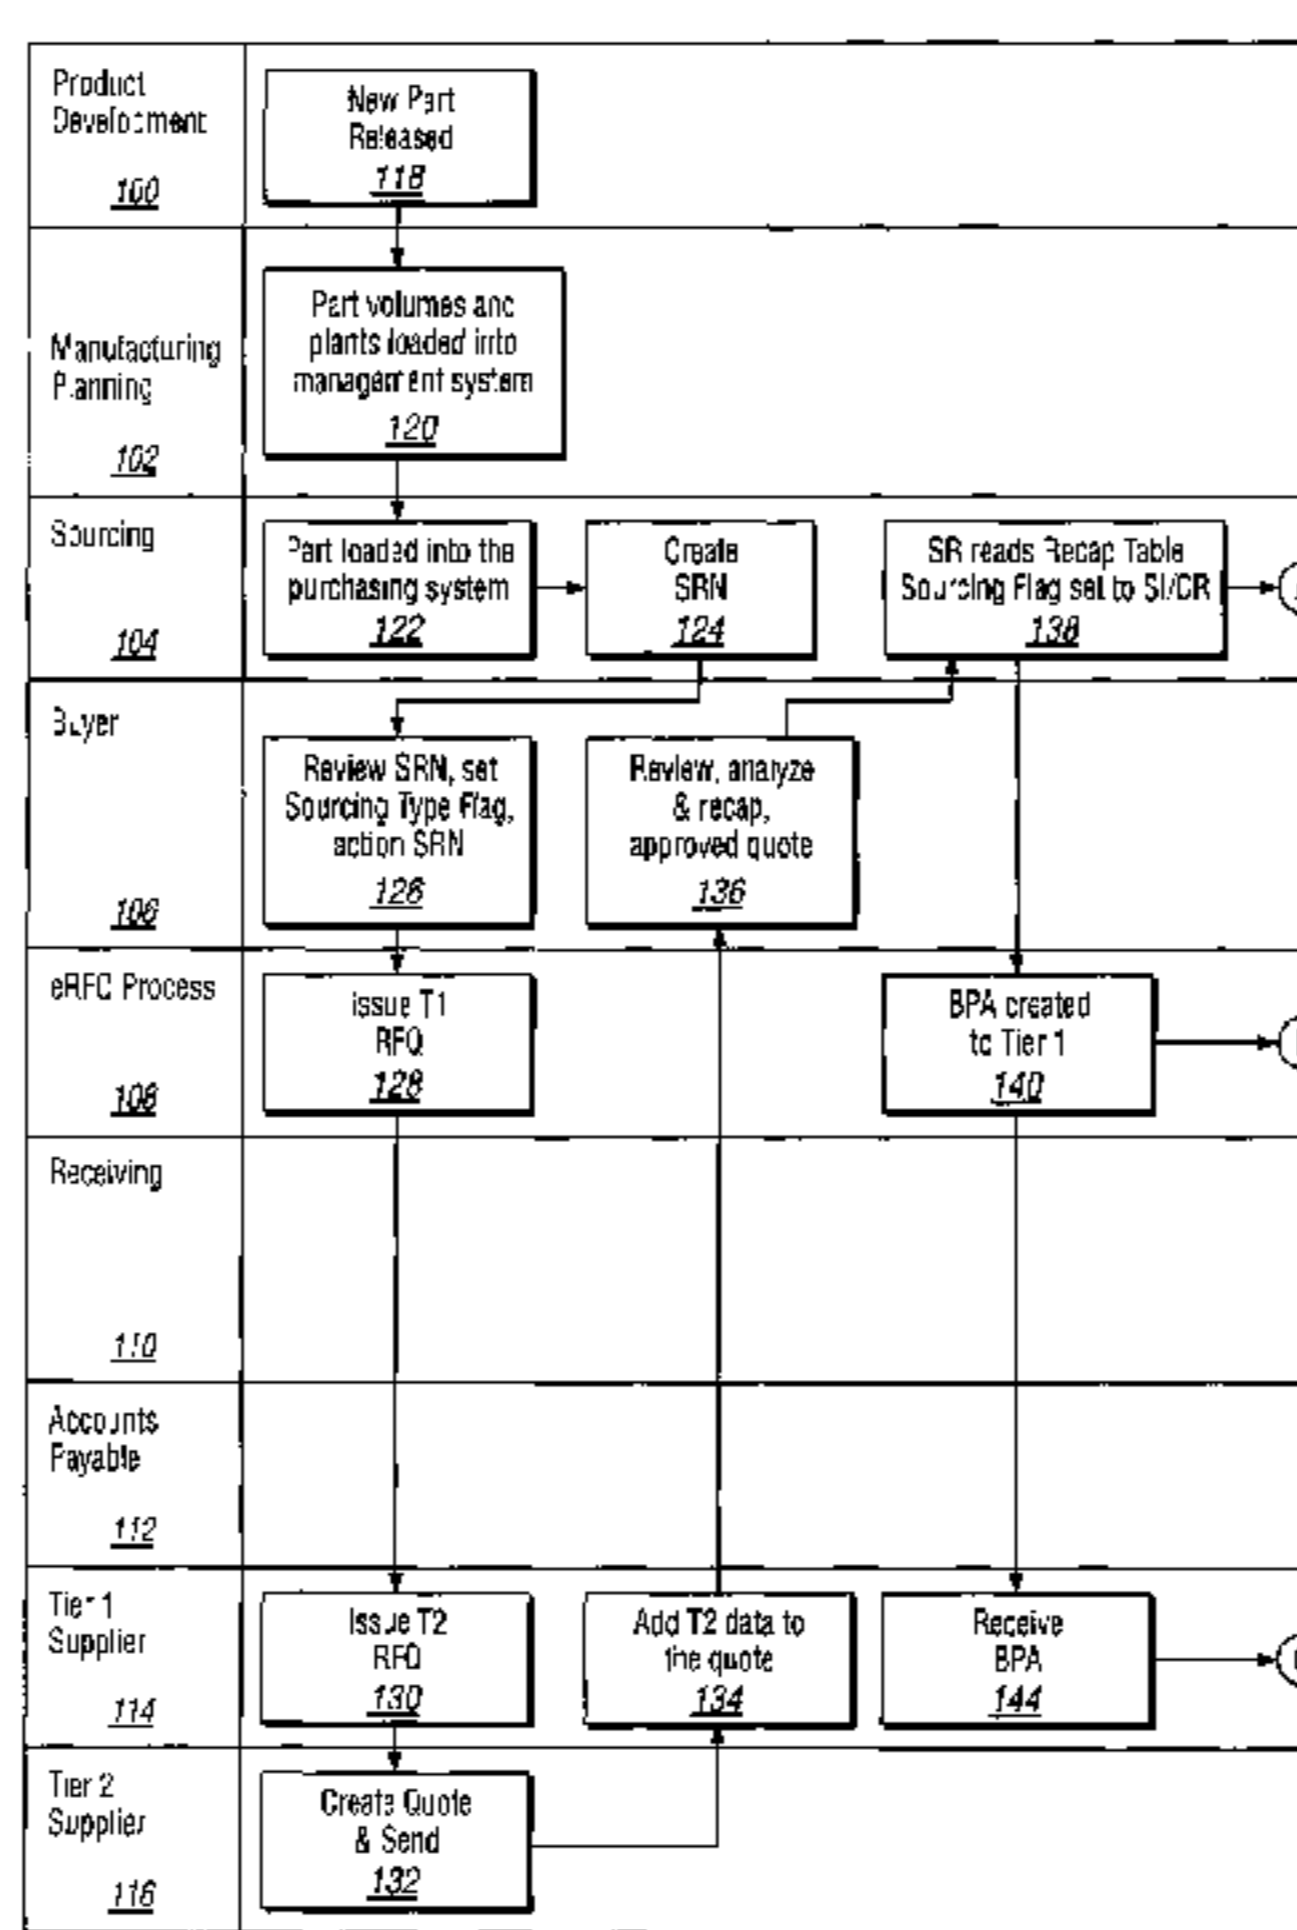 Product
Development
100
New Part
Released
118
Manufacturing
Planning
102
Part volumes and
plants loaded into
management system
120
Sourcing
104
Part loaded into the
purchasing system
122
Create
SRN
124
SR reads Recap Table
Sourcing Flag set to SI/CR
138
Buyer
106
Review SRN, set
Sourcing Type Flag,
action SRN
126
Review, analyze
& recap,
approved quote
136
eRFQ Process
108
issue T1
RFQ
128
BPA created
to Tier 1
140
Receiving
110
Accounts
Payable
112
Tier 1
Supplier
114
Issue T2
RFQ
130
Add T2 data to
the quote
134
Receive
BPA
144
Tier 2
Supplier
116
Create Quote
& Send
132